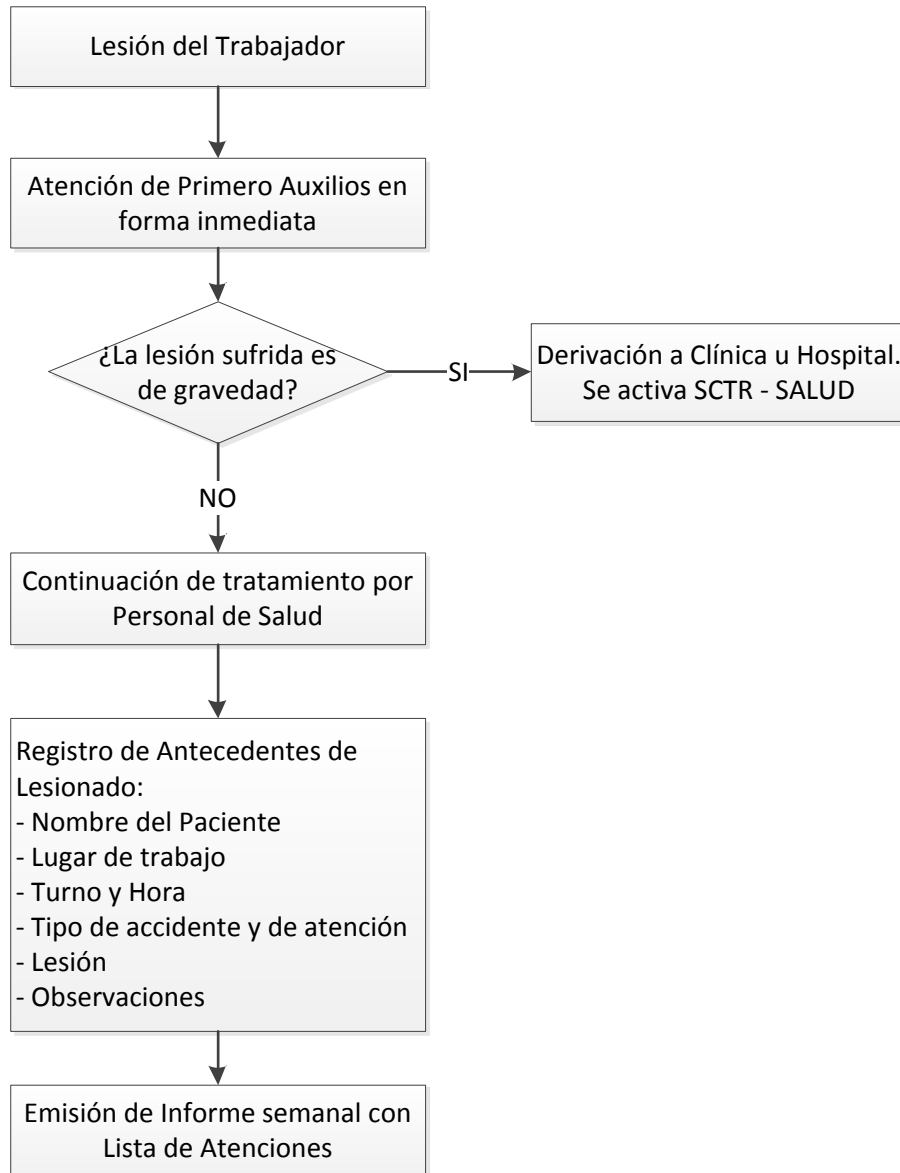 Lesión del Trabajador
Atención de Primero Auxilios en
forma inmediata
¿La lesión sufrida es
de gravedad?
SI
Derivación a Clínica u Hospital.
Se activa SCTR - SALUD
NO
Continuación de tratamiento por
Personal de Salud
Registro de Antecedentes de
Lesionado:
- Nombre del Paciente
- Lugar de trabajo
- Turno y Hora
- Tipo de accidente y de atención
- Lesión
- Observaciones
Emisión de Informe semanal con
Lista de Atenciones